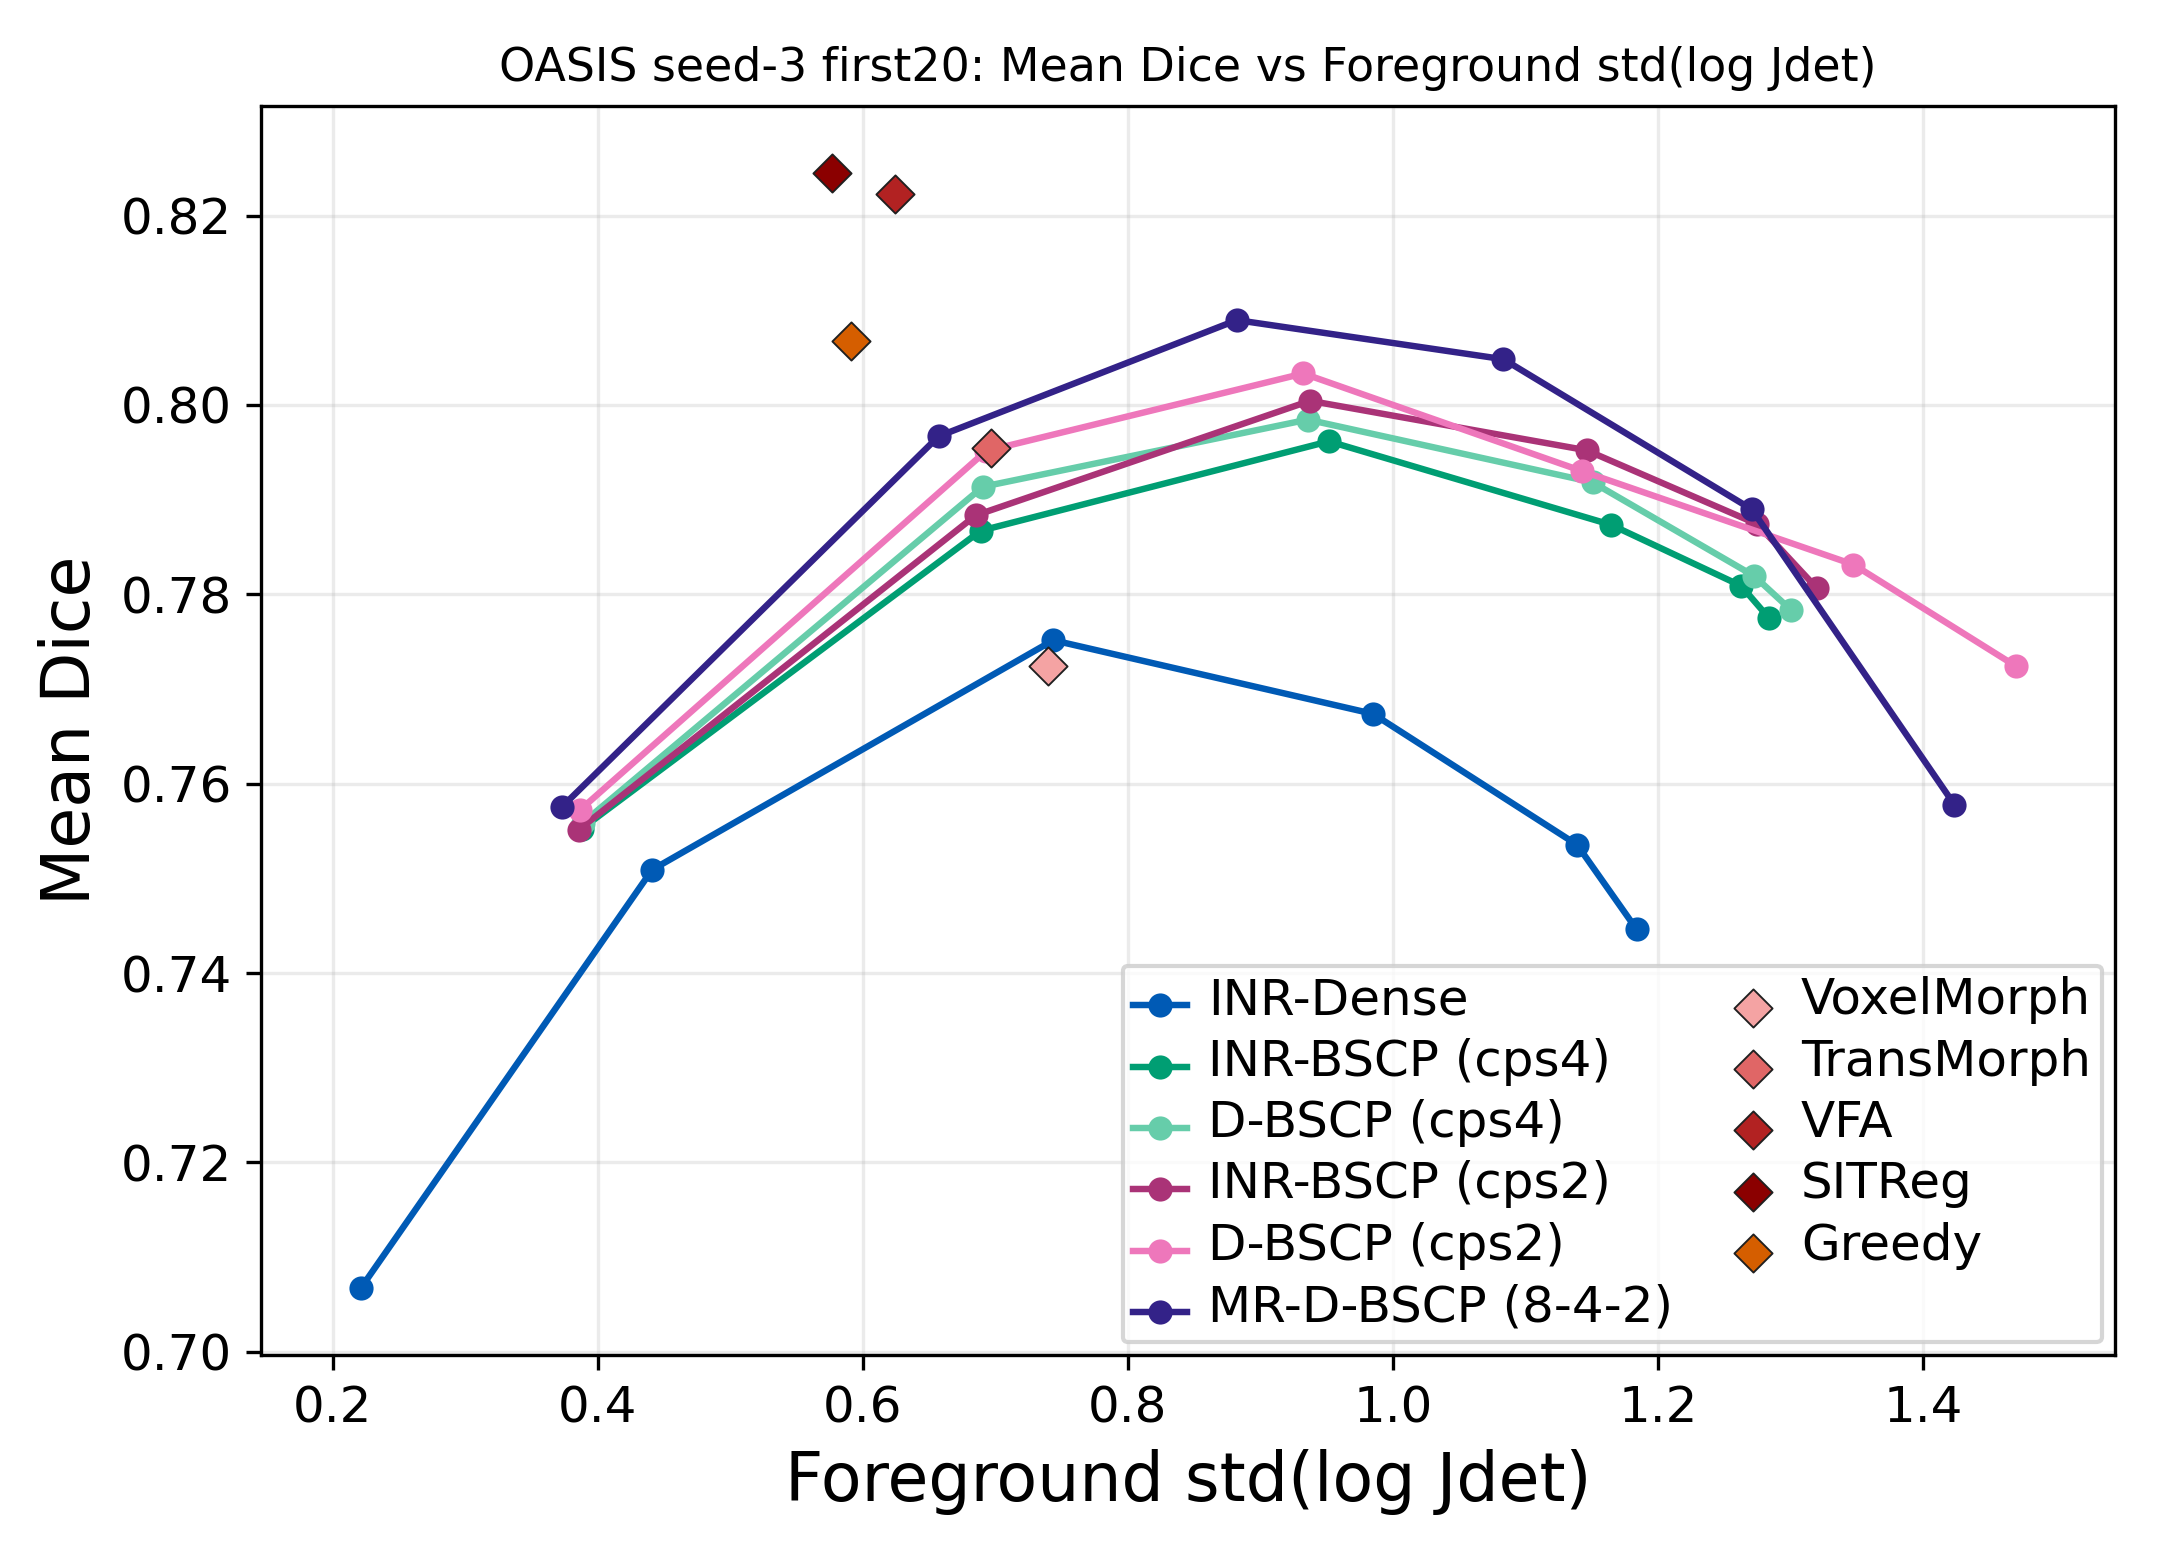 OASIS seed-3 first20: Mean Dice vs Foreground std(log Jdet)
Mean Dice
0.82
0.80
0.78
0.76
0.74
0.72
0.70
0.2 0.4 0.6 0.8 1.0 1.2 1.4
Foreground std(log Jdet)
INR-Dense
INR-BSCP (cps4)
D-BSCP (cps4)
INR-BSCP (cps2)
D-BSCP (cps2)
MR-D-BSCP (8-4-2)
VoxelMorph
TransMorph
VFA
SITReg
Greedy